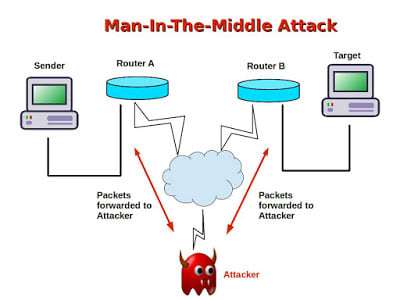 Man-In-The-Middle Attack
Sender
Router A
Router B
Target
Packets
forwarded to
Attacker
Packets
forwarded to
Attacker
Attacker